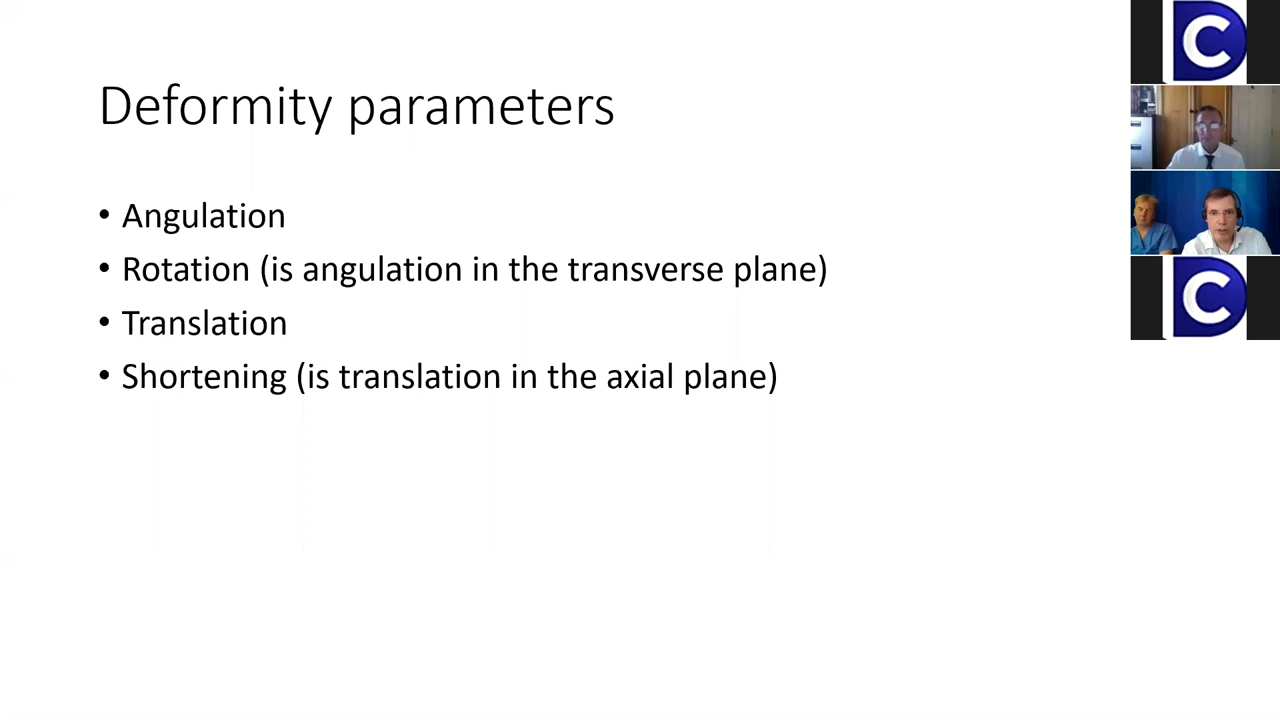 Deformity parameters
• Angulation
• Rotation (is angulation in the transverse plane)
• Translation
• Shortening (is translation in the axial plane)
C
C